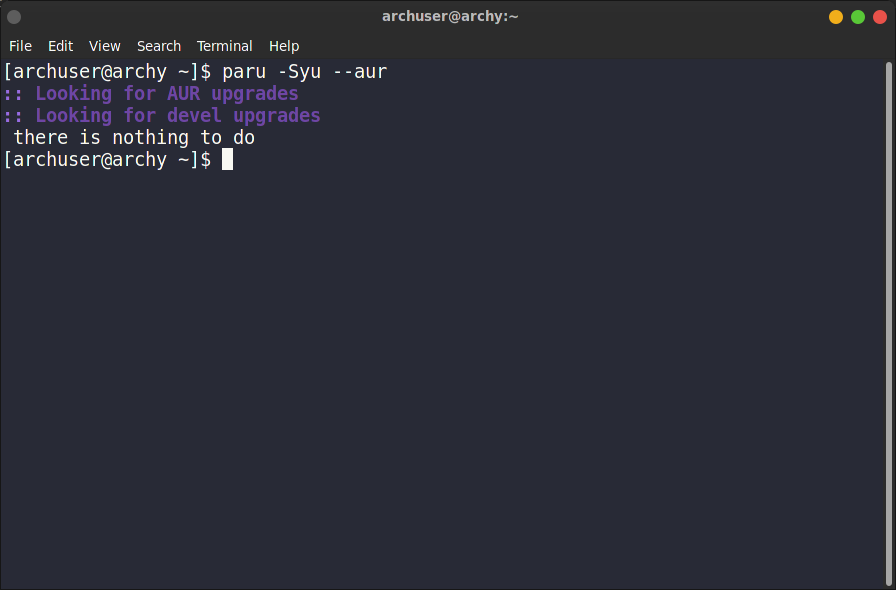 archuser@archy:~
File Edit View Search Terminal Help
[archuser@archy ~]$ paru -Syu --aur
:: Looking for AUR upgrades
:: Looking for devel upgrades
 there is nothing to do
[archuser@archy ~]$